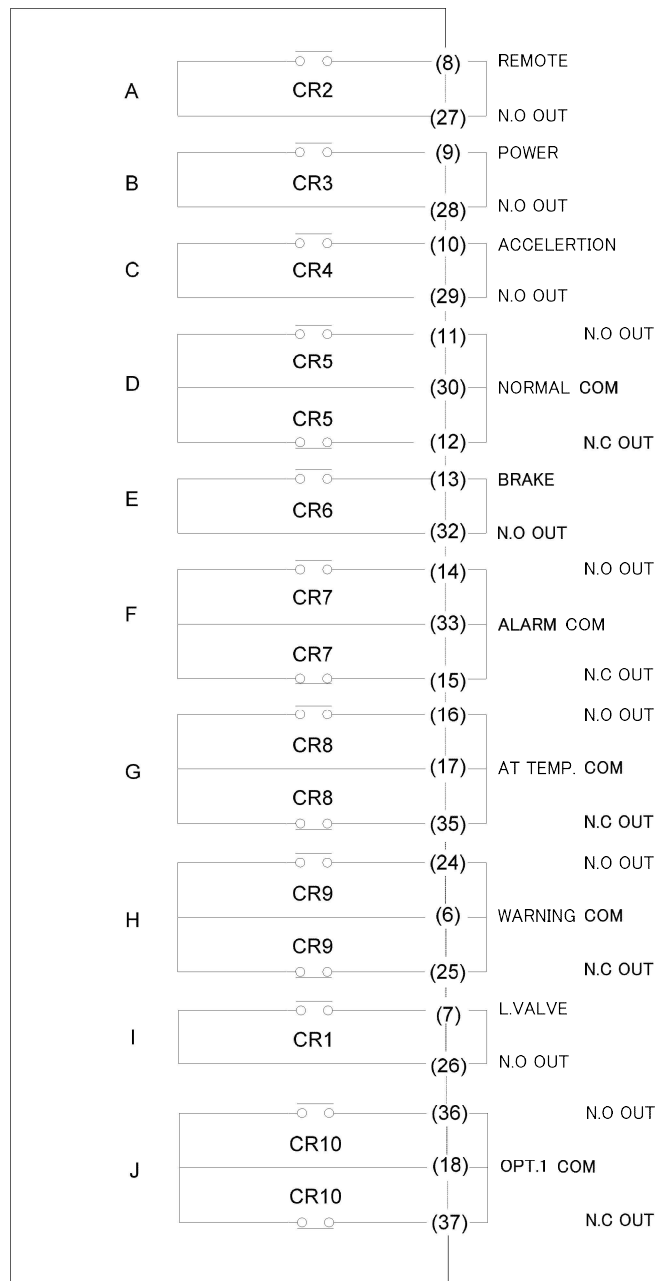 (8) REMOTE
A CR2
(27) N.O OUT
(9) POWER
B CR3
(28) N.O OUT
(10) ACCELERTION
C CR4
(29) N.O OUT
(11) N.O OUT
CR5
D (30) NORMAL COM
CR5
(12) N.C OUT
(13) BRAKE
E CR6
(32) N.O OUT
(14) N.O OUT
CR7
F (33) ALARM COM
CR7
(15) N.C OUT
(16) N.O OUT
CR8
G (17) AT TEMP. COM
CR8
(35) N.C OUT
(24) N.O OUT
CR9
H (6) WARNING COM
CR9
(25) N.C OUT
(7) L.VALVE
I CR1
(26) N.O OUT
(36) N.O OUT
CR10
J (18) OPT.1 COM
CR10
(37) N.C OUT